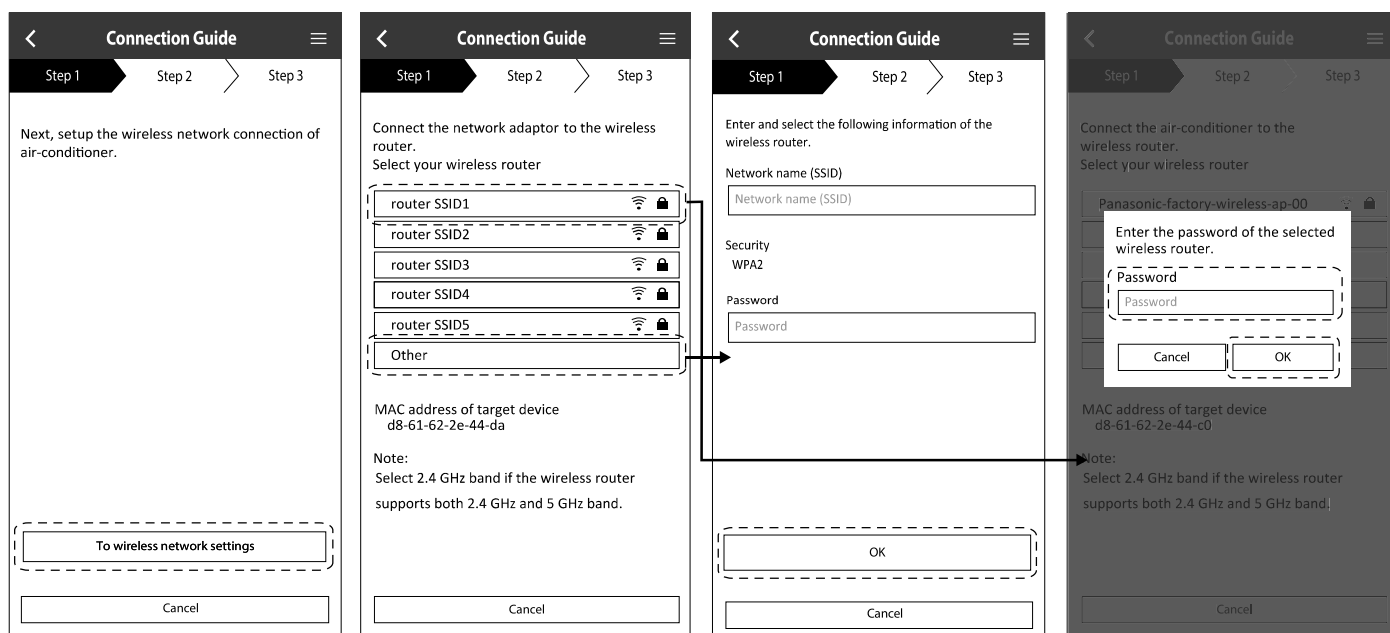 Connection Guide
Step 1
Step 2
Step 3
Next, setup the wireless network connection of
air-conditioner.
To wireless network settings
Cancel
Connection Guide
Step 1
Step 2
Step 3
Connect the network adaptor to the wireless
router.
Select your wireless router
router SSID1
router SSID2
router SSID3
router SSID4
router SSID5
Other
MAC address of target device
d8-61-62-2e-44-da
Note:
Select 2.4 GHz band if the wireless router
supports both 2.4 GHz and 5 GHz band.
Cancel
Connection Guide
Step 1
Step 2
Step 3
Enter and select the following information of the
wireless router.
Network name (SSID)
Network name (SSID)
Security
WPA2
Password
Password
OK
Cancel
Connection Guide
Step 1
Step 2
Step 3
Connect the air-conditioner to the
wireless router.
Select your wireless router
Panasonic-factory-wireless-ap-00
Enter the password of the selected
wireless router.
Password
Password
Cancel
OK
MAC address of target device
d8-61-62-2e-44-c0
Note:
Select 2.4 GHz band if the wireless router
supports both 2.4 GHz and 5 GHz band.
Cancel